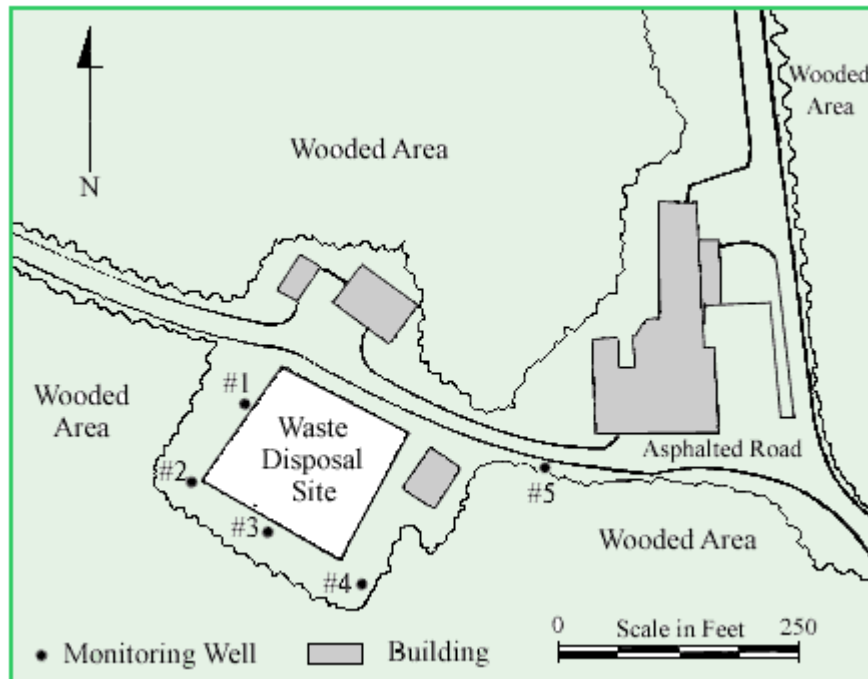 Wooded
Area
Wooded Area
N
Wooded
Area
#1
Waste
Disposal
Site
#2
#3
#4
#5
Asphalted Road
Wooded Area
0 Scale in Feet 250
Monitoring Well
Building